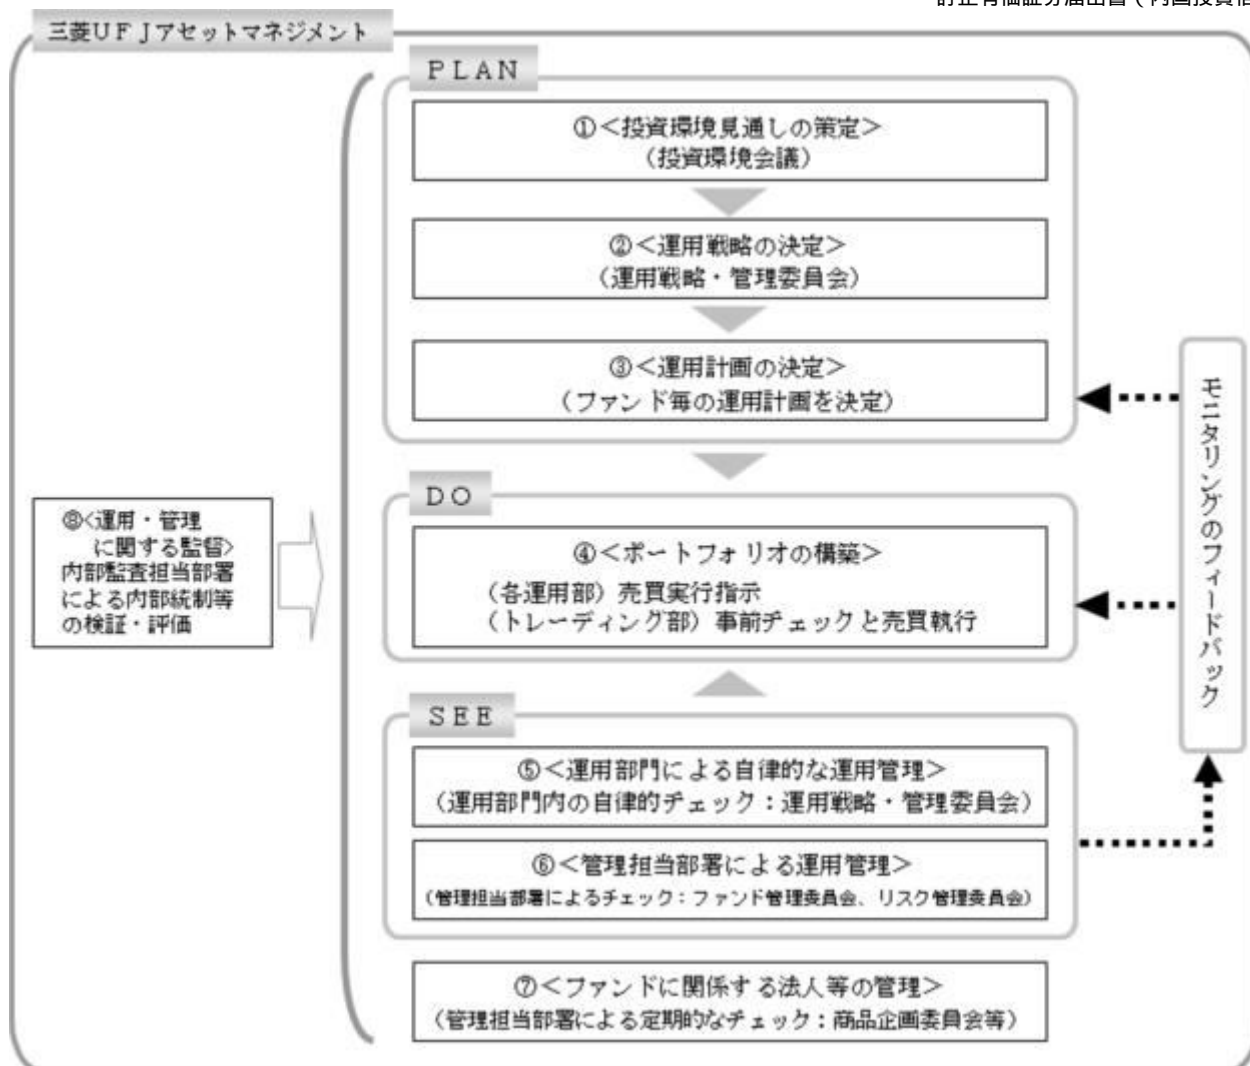 三菱UFJアセットマネジメント
PLAN
①<投資環境見通しの策定>
(投資環境会議)
②<運用戦略の決定>
(運用戦略・管理委員会)
③<運用計画の決定>
(ファンド毎の運用計画を決定)
DO
④<ポートフォリオの構築>
(各運用部)売買実行指示
(トレーディング部)事前チェックと売買執行
SEE
⑤<運用部門による自律的な運用管理>
(運用部門内の自律的チェック:運用戦略・管理委員会)
⑥<管理担当部署による運用管理>
(管理担当部署によるチェック:ファンド管理委員会、リスク管理委員会)
⑦<ファンドに関係する法人等の管理>
(管理担当部署による定期的なチェック:商品企画委員会等)
⑧<運用・管理
に関する監督>
内部監査担当部署
による内部統制等
の検証・評価
モニタリングのフィードバック